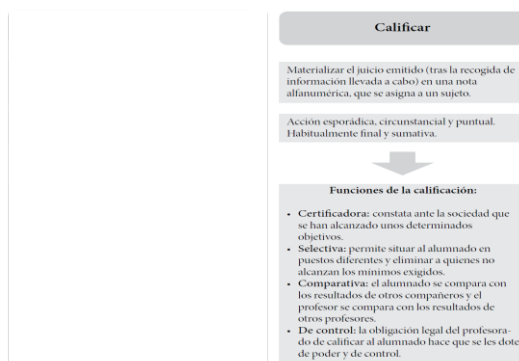 Calificar
Materializar el juicio emitido (tras la recogida de
información llevada a cabo) en una nota
alfanumérica, que se asigna a un sujeto.
Acción esporádica, circunstancial y puntual.
Habitualmente final y sumativa.
Funciones de la calificación:
• Certificadora: constata ante la sociedad que
se han alcanzado unos determinados
objetivos.
• Selectiva: permite situar al alumnado en
puestos diferentes y eliminar a quienes no
alcanzan los mínimos exigidos.
• Comparativa: el alumnado se compara con
los resultados de otros compañeros y el
profesor se compara con los resultados de
otros profesores.
• De control: la obligación legal del profesora-
do de calificar al alumnado hace que se les dote
de poder y de control.